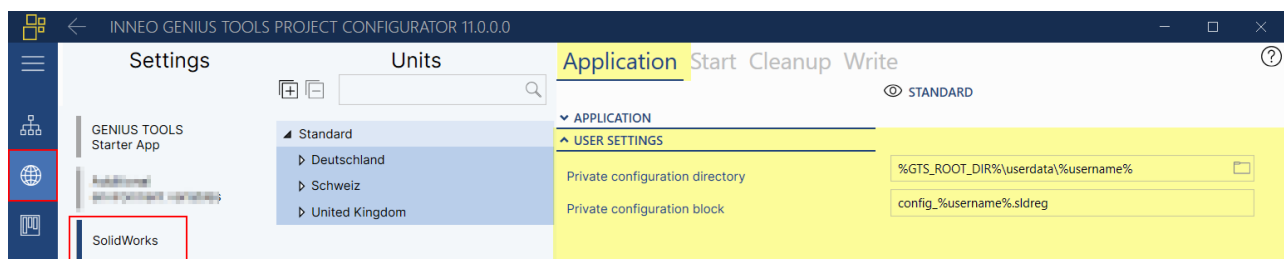 INNEO GENIUS TOOLS PROJECT CONFIGURATOR 11.0.0.0
Settings
Units
Application Start Cleanup Write
STANDARD
GENIUS TOOLS
Starter App
SolidWorks
Standard
Deutschland
Schweiz
United Kingdom
APPLICATION
USER SETTINGS
Private configuration directory
%GTS_ROOT_DIR%\userdata\%username%
Private configuration block
config_%username%.sldreg